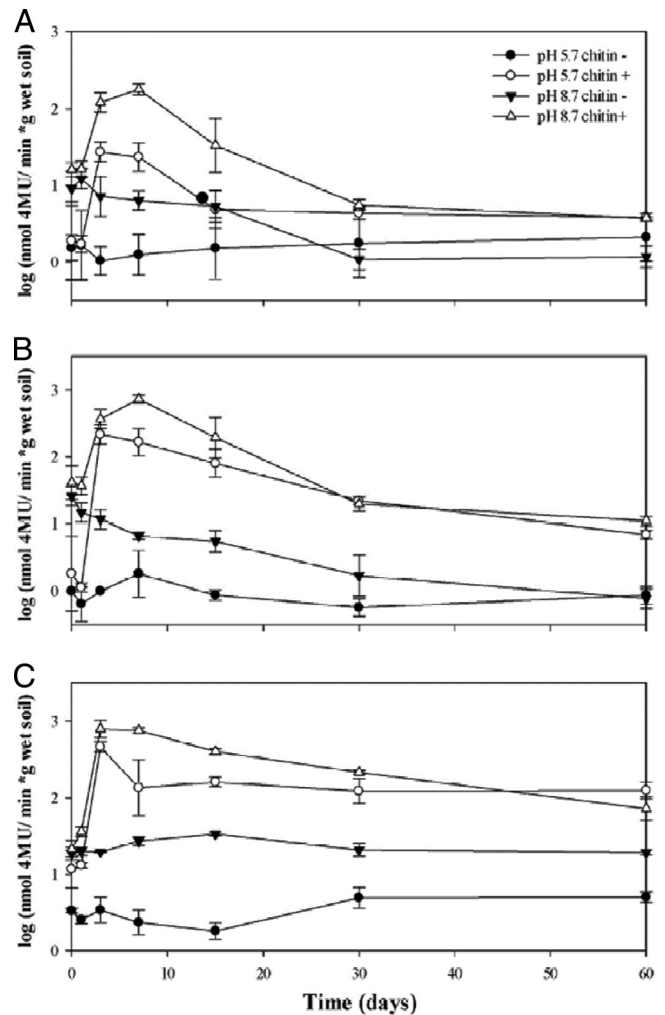 A
pH 5.7 chitin -
pH 5.7 chitin +
pH 8.7 chitin -
pH 8.7 chitin+
log (nmol 4MU/ min *g wet soil)
3
2
1
0
B
log (nmol 4MU/ min *g wet soil)
3
2
1
0
C
log (nmol 4MU/ min *g wet soil)
3
2
1
0
0 10 20 30 40 50 60
Time (days)